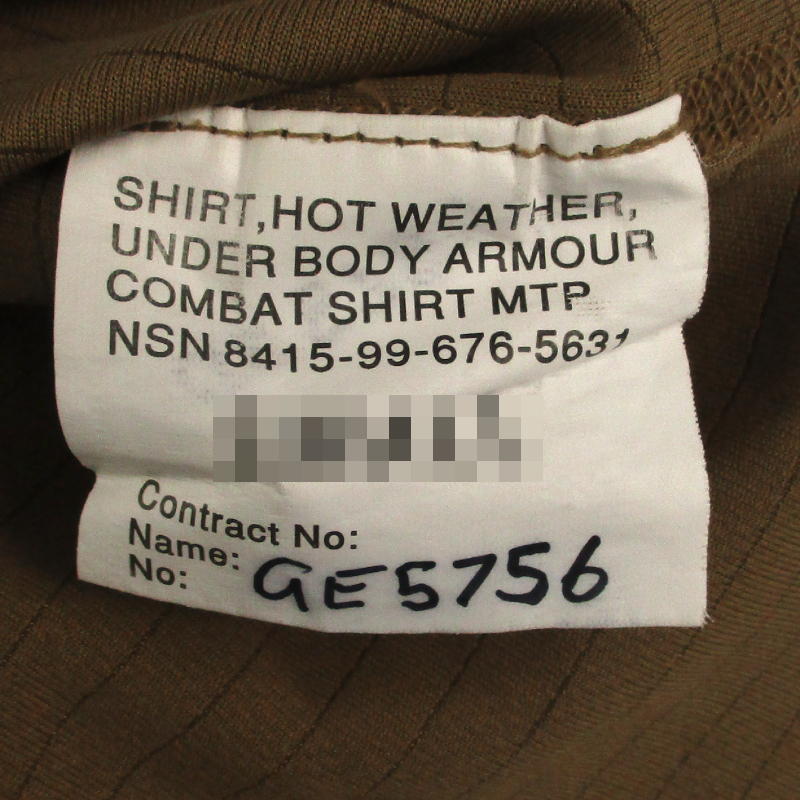 SHIRT,HOT WEATHER,
UNDER BODY ARMOUR
COMBAT SHIRT MTP
NSN 8415-99-676-5631
Contract No:
Name:
No: GE5756